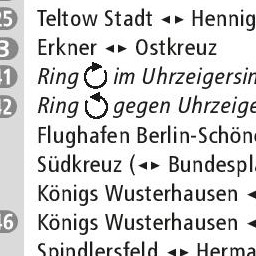 25 Teltow Stadt ◂▸ Hennig
3 Erkner ◂▸ Ostkreuz
41 Ring ↻ im Uhrzeigersin
42 Ring ↺ gegen Uhrzeige
Flughafen Berlin-Schöne
Südkreuz (◂▸ Bundespla
Königs Wusterhausen ◂
46 Königs Wusterhausen ◂
Spindlersfeld ◂▸ Herma